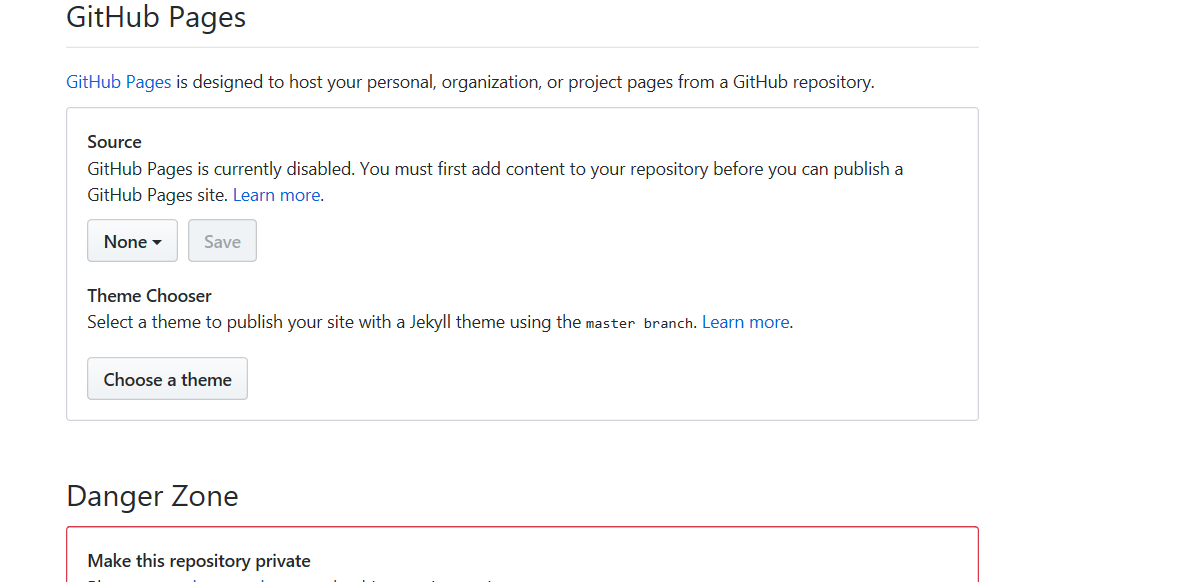 GitHub Pages
GitHub Pages is designed to host your personal, organization, or project pages from a GitHub repository.
Source
GitHub Pages is currently disabled. You must first add content to your repository before you can publish a
GitHub Pages site. Learn more.
None Save
Theme Chooser
Select a theme to publish your site with a Jekyll theme using the master branch. Learn more.
Choose a theme
Danger Zone
Make this repository private